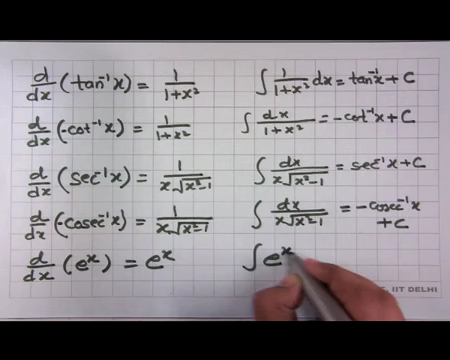 d/dx (tan⁻¹x) = 1/(1+x²) ∫ 1/(1+x²) dx = tan⁻¹x + C
d/dx (-cot⁻¹x) = 1/(1+x²) ∫ dx/(1+x²) = -cot⁻¹x + C
d/dx (sec⁻¹x) = 1/(x√(x²-1)) ∫ dx/(x√(x²-1)) = sec⁻¹x + C
d/dx (-cosec⁻¹x) = 1/(x√(x²-1)) ∫ dx/(x√(x²-1)) = -cosec⁻¹x + C
d/dx (eˣ) = eˣ ∫ eˣ
IIT DELHI